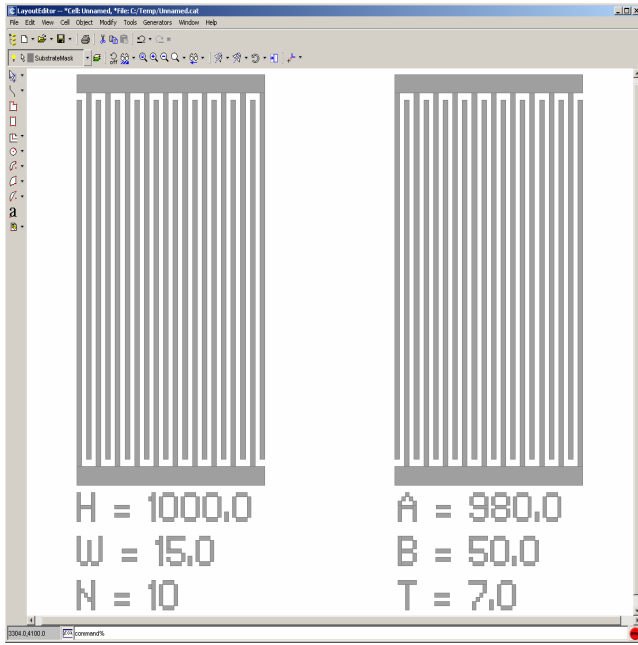 LayoutEditor -- *Cell: Unnamed, *File: C:/Temp/Unnamed.cat
File Edit View Cell Object Modify Tools Generators Window Help
SubstrateMask
off
a
H = 1000.0
A = 980.0
W = 15.0
B = 50.0
N = 10
T = 7.0
3304.0,4100.0
command%